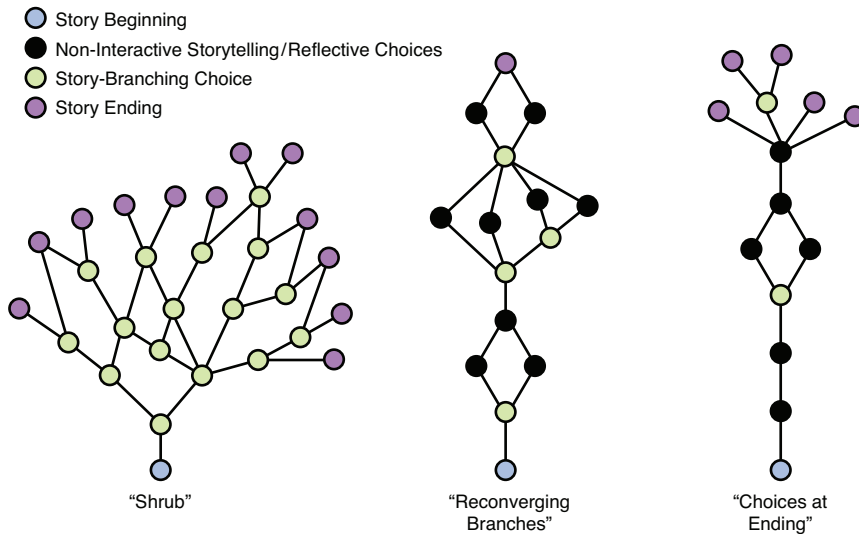 Story Beginning
Non-Interactive Storytelling/Reflective Choices
Story-Branching Choice
Story Ending
“Shrub”
“Reconverging
Branches”
“Choices at
Ending”